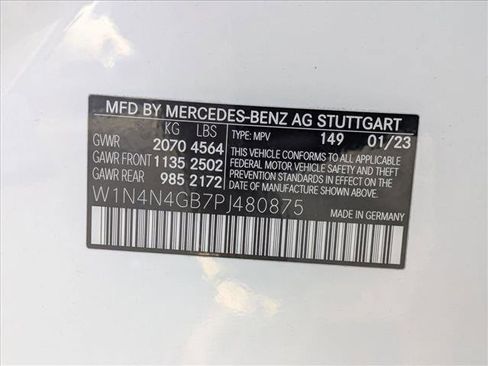 MFD BY MERCEDES-BENZ AG STUTTGART
KG LBS
GVWR 2070 4564
GAWR FRONT 1135 2502
GAWR REAR 985 2172
TYPE: MPV 149 01/23
THIS VEHICLE CONFORMS TO ALL APPLICABLE
FEDERAL MOTOR VEHICLE SAFETY AND THEFT
PREVENTION STANDARDS IN EFFECT ON THE
DATE OF MANUFACTURE SHOWN ABOVE.
W1N4N4GB7PJ480875
MADE IN GERMANY